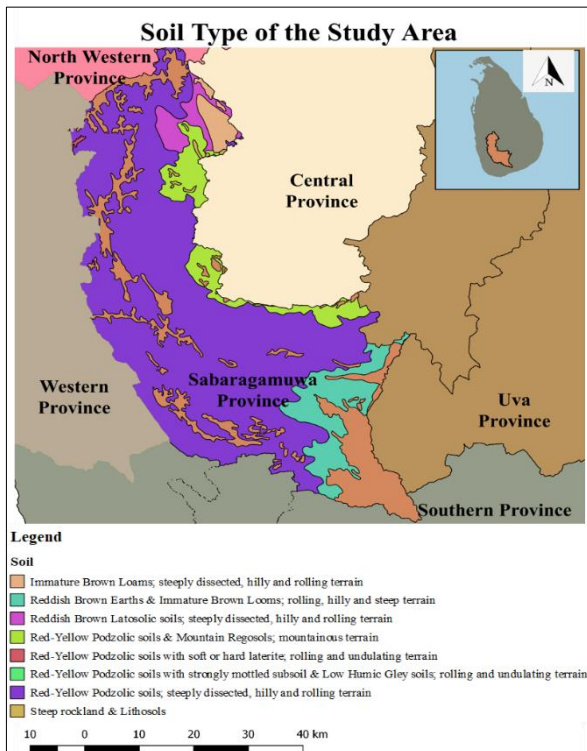 Soil Type of the Study Area
North Western
Province
N
Central
Province
Sabaragamuwa
Province
Western
Province
Uva
Province
Southern Province
Legend
Soil
Immature Brown Loams; steeply dissected, hilly and rolling terrain
Reddish Brown Earths & Immature Brown Looms; rolling, hilly and steep terrain
Reddish Brown Latosolic soils; steeply dissected, hilly and rolling terrain
Red-Yellow Podzolic soils & Mountain Regosols; mountainous terrain
Red-Yellow Podzolic soils with soft or hard laterite; rolling and undulating terrain
Red-Yellow Podzolic soils with strongly mottled subsoil & Low Humic Gley soils; rolling and undulating terrain
Red-Yellow Podzolic soils; steeply dissected, hilly and rolling terrain
Steep rockland & Lithosols
10 0 10 20 30 40 km